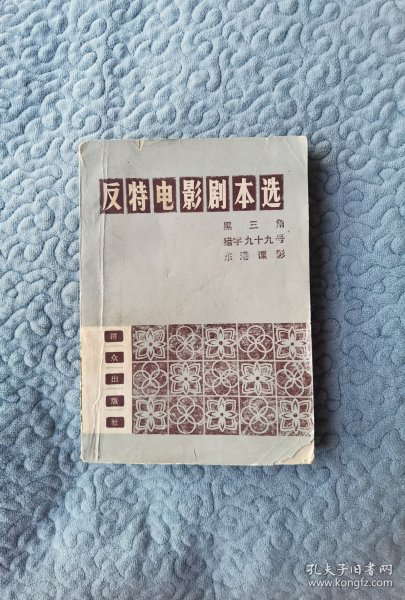 反特电影剧本选
黑三角
猎字九十九号
东港谍影
群众出版社
孔夫子旧书网
www.kongfz.com